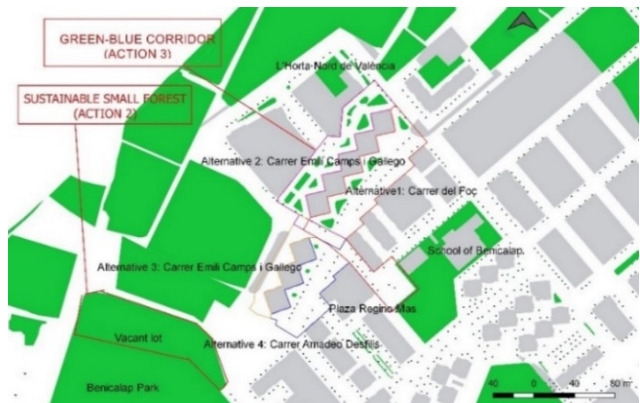 GREEN-BLUE CORRIDOR
(ACTION 3)
L'Horta-Nord de València
SUSTAINABLE SMALL FOREST
(ACTION 2)
Alternative 2: Carrer Emili Camps i Gallego
Alternative1: Carrer del Foç
School of Benicalap.
Alternative 3: Carrer Emili Camps i Gallego
Plaza Regino Mas
Vacant lot
Alternative 4: Carrer Amadeo Desfilis
Benicalap Park
40 0 40 80 m